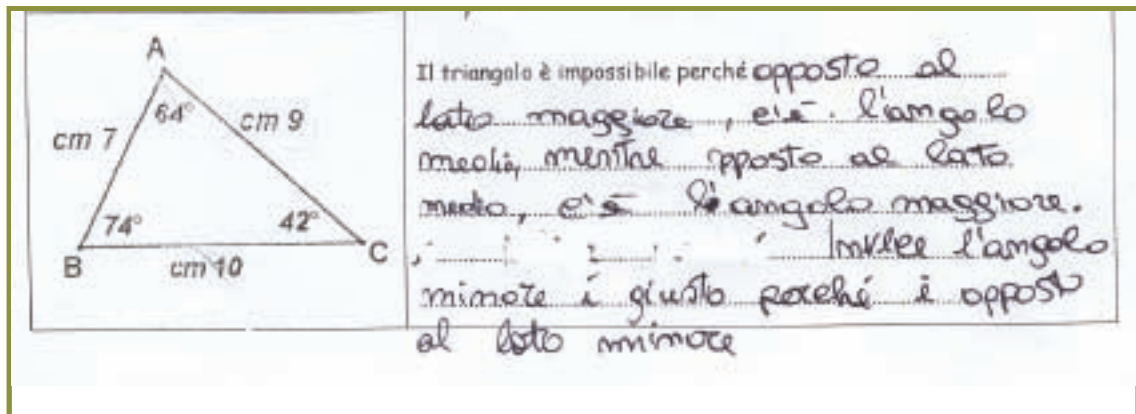 A
64°
cm 7
cm 9
74°
42°
B
cm 10
C
Il triangolo è impossibile perché opposto al
lato maggiore, c'è l'angolo
medio, mentre opposto al lato
medio, c'è l'angolo maggiore.
Invece l'angolo
minore è giusto perché è opposto
al lato minore